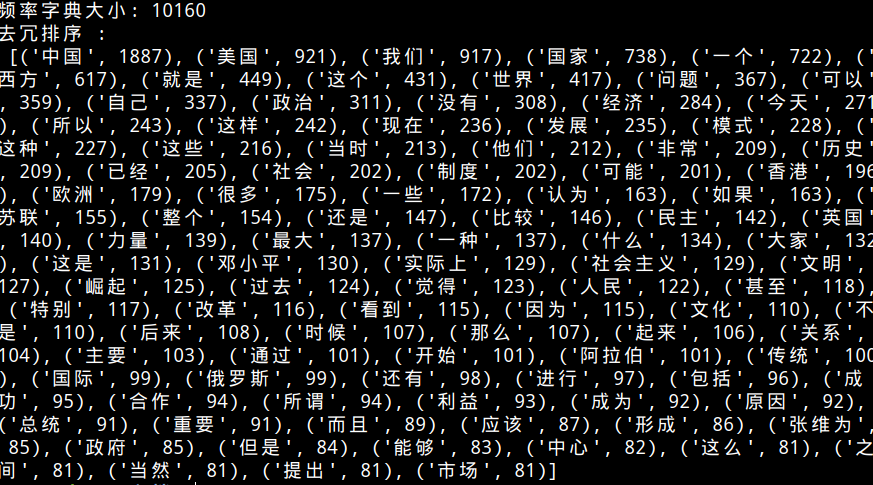 频率字典大小: 10160
去冗排序 :
[('中国', 1887), ('美国', 921), ('我们', 917), ('国家', 738), ('一个', 722), ('
西方', 617), ('就是', 449), ('这个', 431), ('世界', 417), ('问题', 367), ('可以'
, 359), ('自己', 337), ('政治', 311), ('没有', 308), ('经济', 284), ('今天', 271
), ('所以', 243), ('这样', 242), ('现在', 236), ('发展', 235), ('模式', 228), ('
这种', 227), ('这些', 216), ('当时', 213), ('他们', 212), ('非常', 209), ('历史'
, 209), ('已经', 205), ('社会', 202), ('制度', 202), ('可能', 201), ('香港', 196
), ('欧洲', 179), ('很多', 175), ('一些', 172), ('认为', 163), ('如果', 163), ('
苏联', 155), ('整个', 154), ('还是', 147), ('比较', 146), ('民主', 142), ('英国'
, 140), ('力量', 139), ('最大', 137), ('一种', 137), ('什么', 134), ('大家', 132
), ('这是', 131), ('邓小平', 130), ('实际上', 129), ('社会主义', 129), ('文明',
127), ('崛起', 125), ('过去', 124), ('觉得', 123), ('人民', 122), ('甚至', 118),
('特别', 117), ('改革', 116), ('看到', 115), ('因为', 115), ('文化', 110), ('不
是', 110), ('后来', 108), ('时候', 107), ('那么', 107), ('起来', 106), ('关系',
104), ('主要', 103), ('通过', 101), ('开始', 101), ('阿拉伯', 101), ('传统', 100
), ('国际', 99), ('俄罗斯', 99), ('还有', 98), ('进行', 97), ('包括', 96), ('成
功', 95), ('合作', 94), ('所谓', 94), ('利益', 93), ('成为', 92), ('原因', 92),
('总统', 91), ('重要', 91), ('而且', 89), ('应该', 87), ('形成', 86), ('张维为',
85), ('政府', 85), ('但是', 84), ('能够', 83), ('中心', 82), ('这么', 81), ('之
间', 81), ('当然', 81), ('提出', 81), ('市场', 81)]